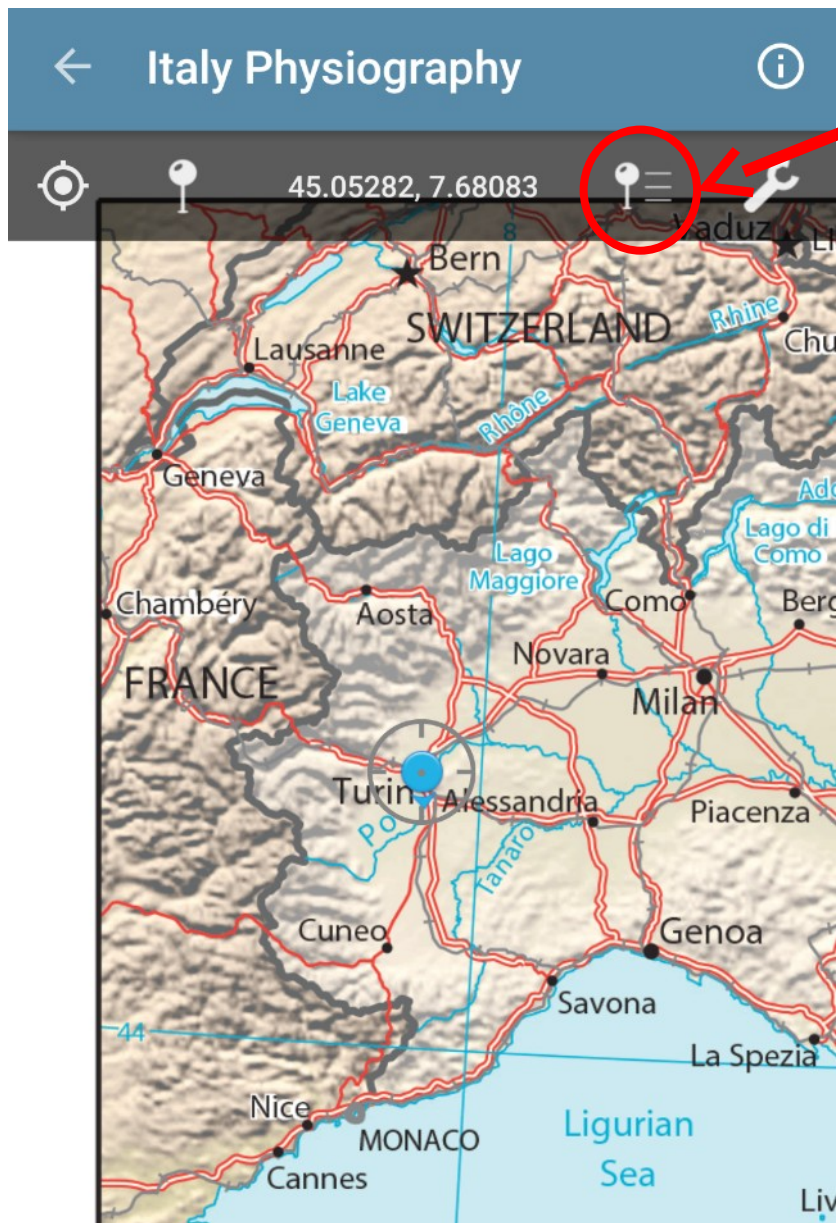 Italy Physiography
45.05282, 7.68083
8
Vaduz
Bern
SWITZERLAND
Rhine
Lausanne
Lake
Geneva
Rhône
Geneva
Lago
Maggiore
Lago di
Como
Chambéry
Aosta
Como
Novara
FRANCE
Milan
Turin
Alessandria
Piacenza
Po
Tanaro
Cuneo
Genoa
Savona
44
La Spezia
Nice
MONACO
Ligurian
Sea
Cannes